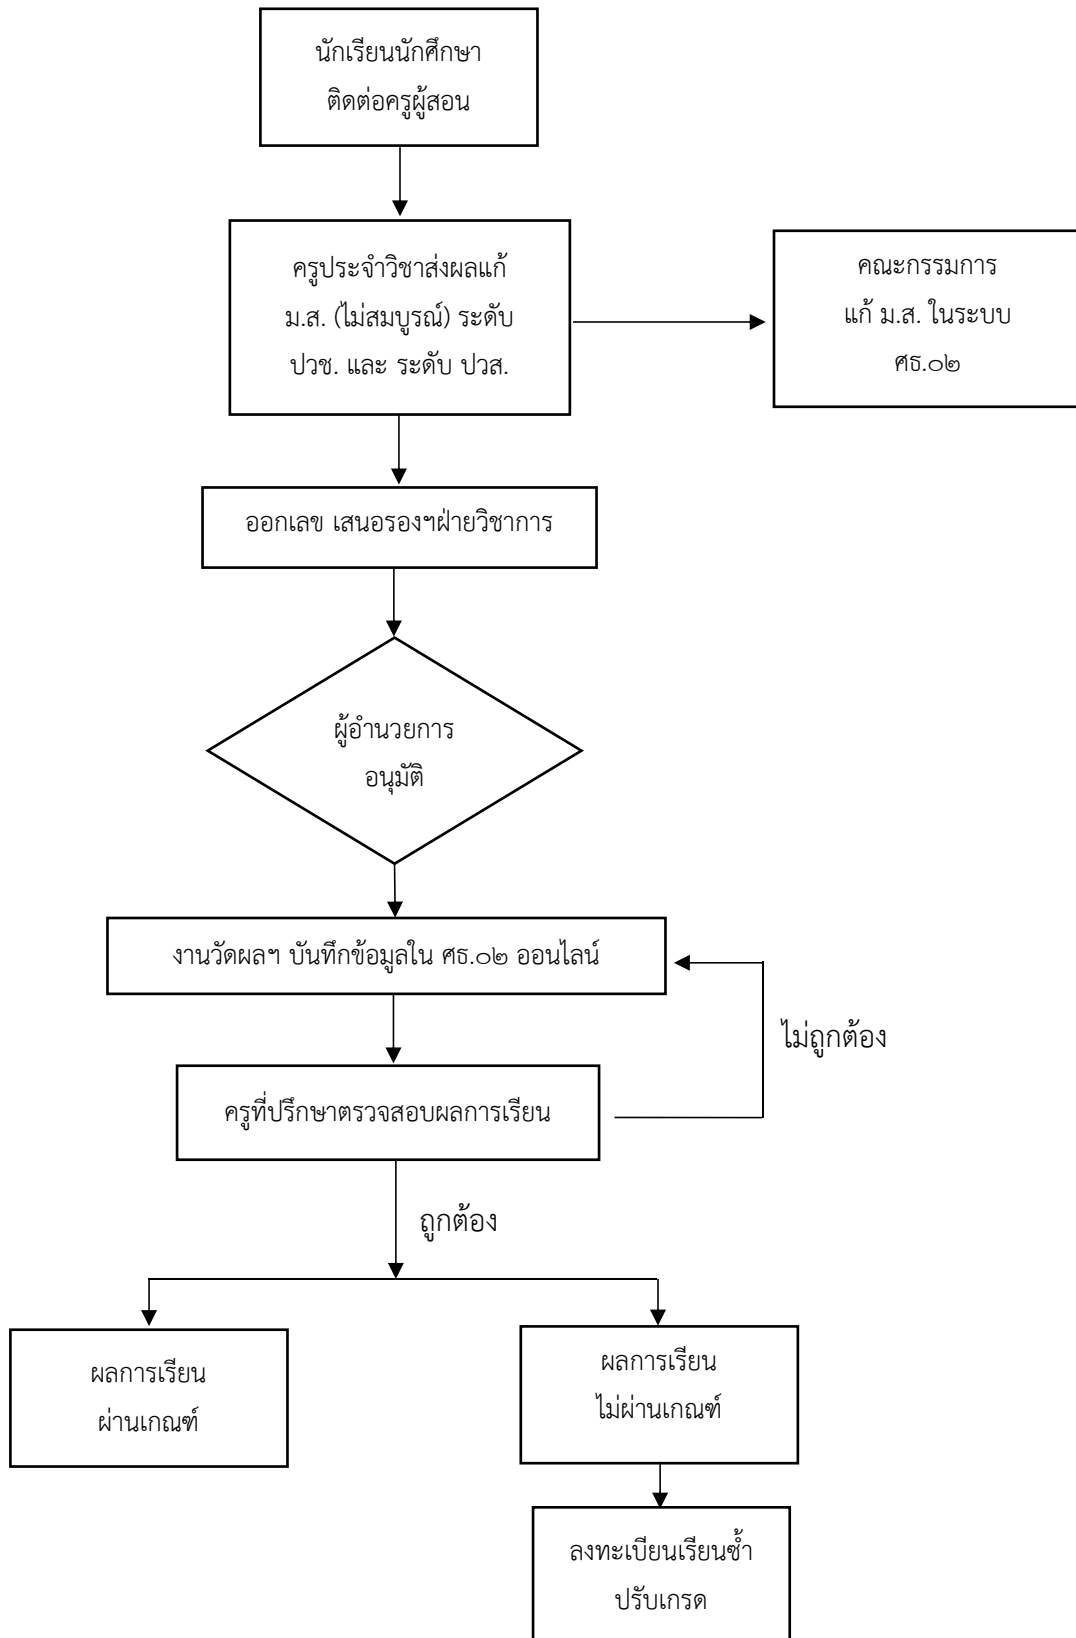 นักเรียนนักศึกษา
ติดต่อครูผู้สอน
ครูประจำวิชาส่งผลแก้
ม.ส. (ไม่สมบูรณ์) ระดับ
ปวช. และ ระดับ ปวส.
คณะกรรมการ
แก้ ม.ส. ในระบบ
ศธ.๐๒
ออกเลข เสนอรองฯฝ่ายวิชาการ
ผู้อำนวยการ
อนุมัติ
งานวัดผลฯ บันทึกข้อมูลใน ศธ.๐๒ ออนไลน์
ไม่ถูกต้อง
ครูที่ปรึกษาตรวจสอบผลการเรียน
ถูกต้อง
ผลการเรียน
ผ่านเกณฑ์
ผลการเรียน
ไม่ผ่านเกณฑ์
ลงทะเบียนเรียนซ้ำ
ปรับเกรด